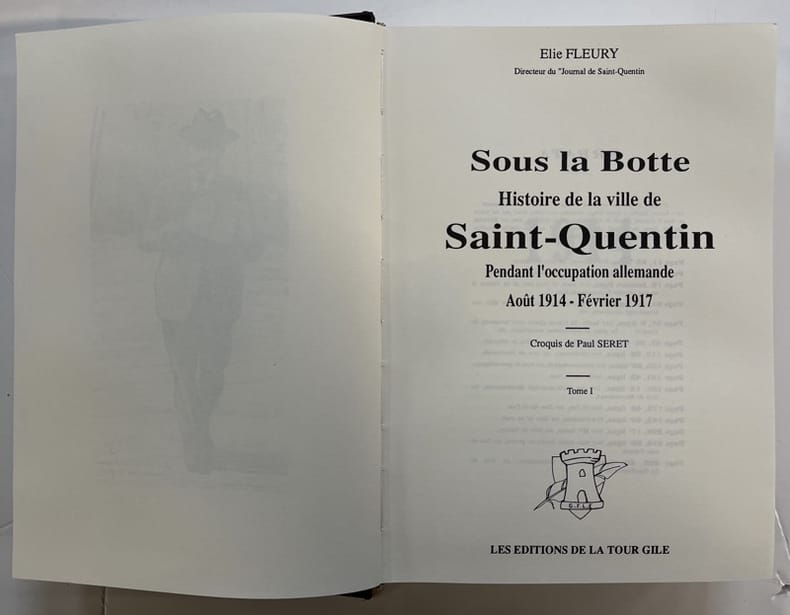 Elie FLEURY
Directeur du "Journal de Saint-Quentin
Sous la Botte
Histoire de la ville de
Saint-Quentin
Pendant l'occupation allemande
Août 1914 - Février 1917
Croquis de Paul SERET
Tome I
LES EDITIONS DE LA TOUR GILE